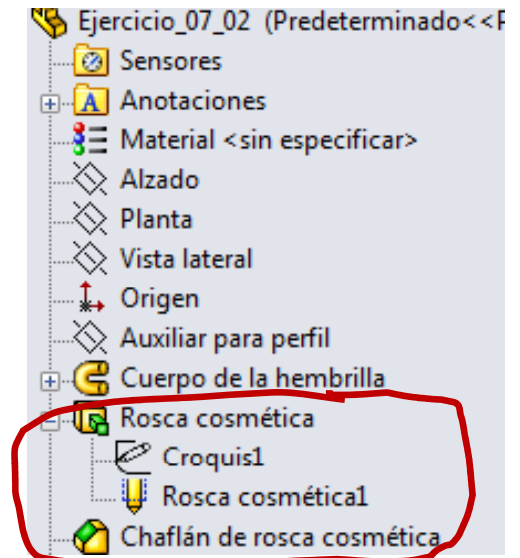 Ejercicio_07_02 (Predeterminado<<
Sensores
A Anotaciones
Material <sin especificar>
Alzado
Planta
Vista lateral
Origen
Auxiliar para perfil
Cuerpo de la hembrilla
Rosca cosmética
Croquis1
Rosca cosmética1
Chaflán de rosca cosmética